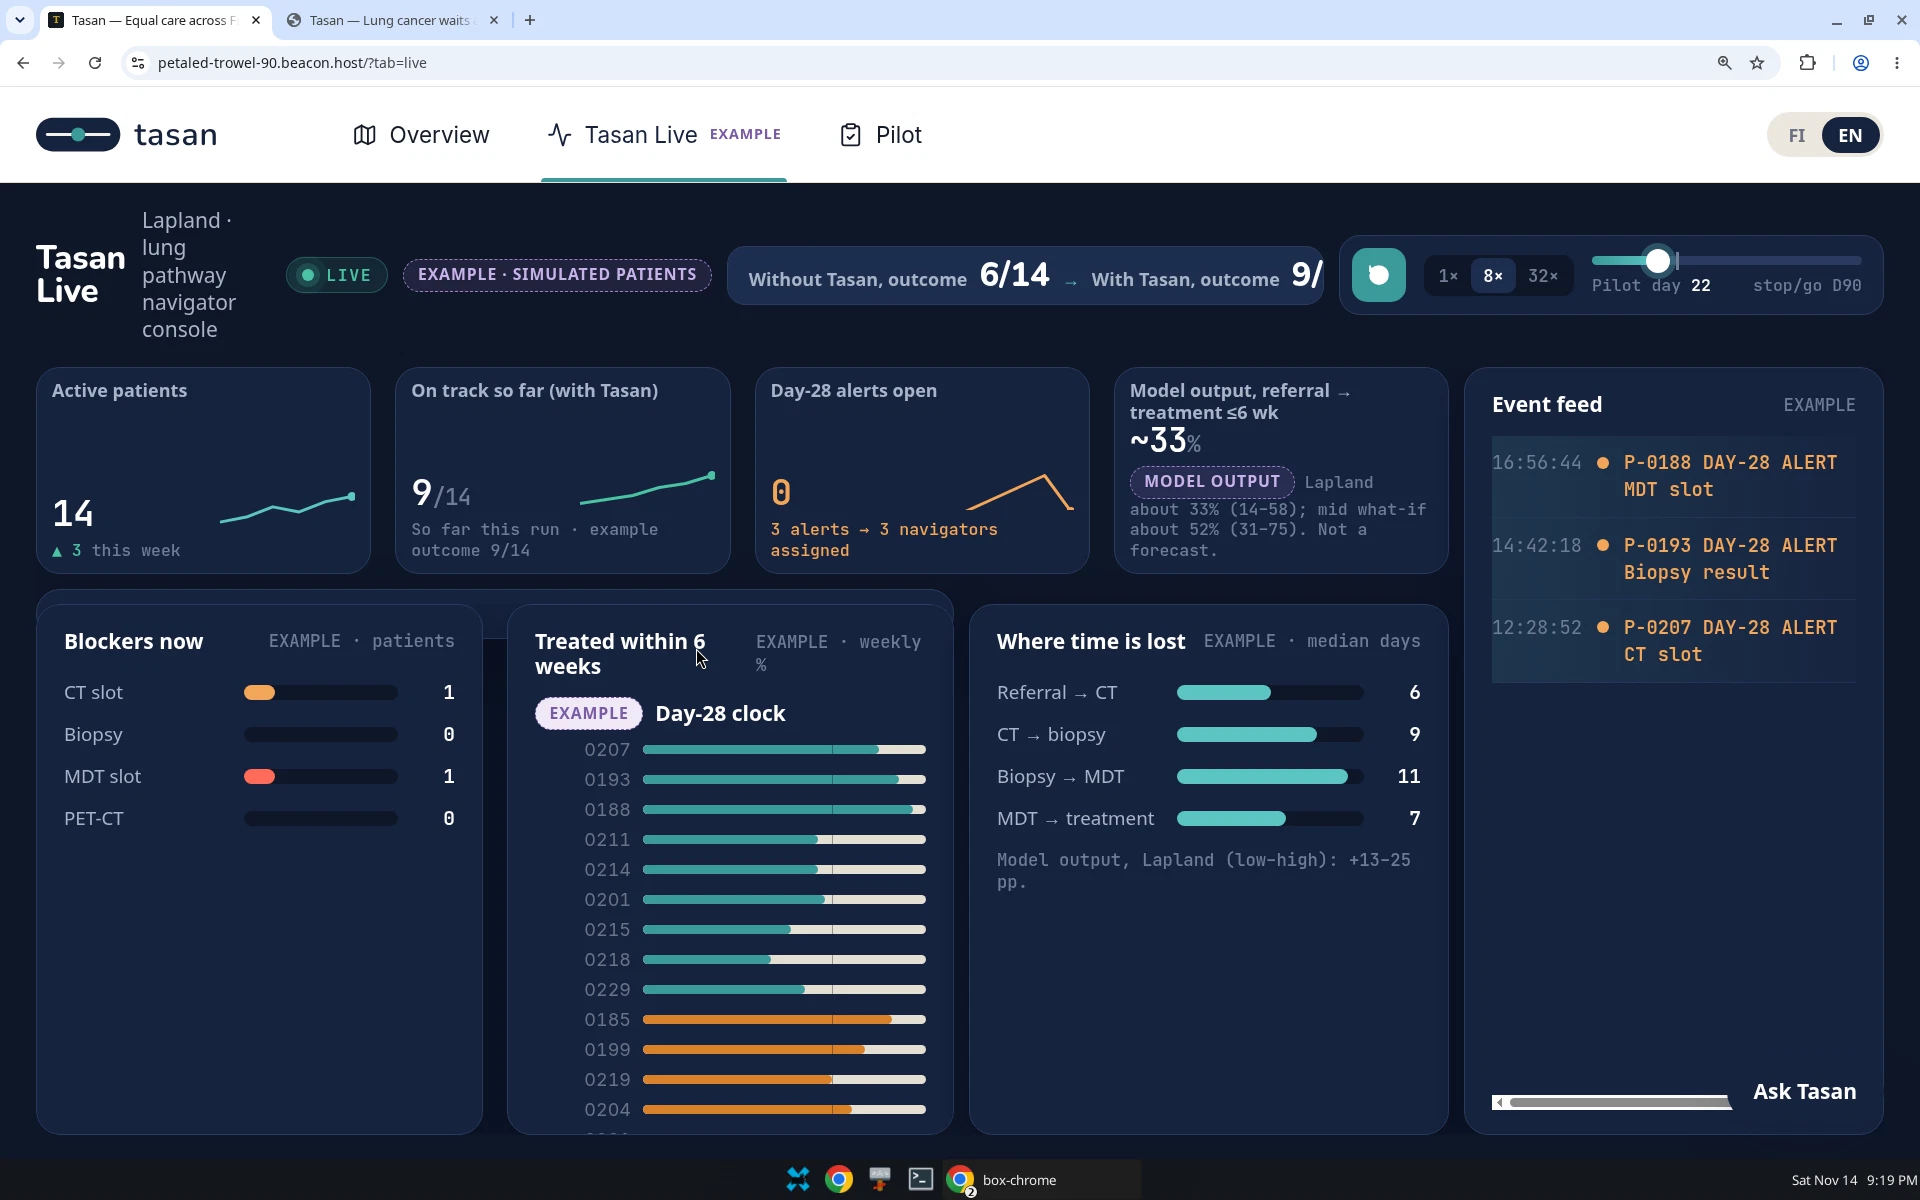 Tasan — Equal care across F
Tasan — Lung cancer waits
petaled-trowel-90.beacon.host/?tab=live
tasan
Overview
Tasan Live EXAMPLE
Pilot
FI EN
Tasan Live
Lapland · lung pathway navigator console
LIVE
EXAMPLE · SIMULATED PATIENTS
Without Tasan, outcome 6/14 → With Tasan, outcome 9/
1× 8× 32×
Pilot day 22 stop/go D90
Active patients
14
▲ 3 this week
On track so far (with Tasan)
9/14
So far this run · example
outcome 9/14
Day-28 alerts open
0
3 alerts → 3 navigators
assigned
Model output, referral →
treatment ≤6 wk
~33%
MODEL OUTPUT Lapland
about 33% (14–58); mid what-if
about 52% (31–75). Not a
forecast.
Event feed EXAMPLE
16:56:44 P-0188 DAY-28 ALERT
MDT slot
14:42:18 P-0193 DAY-28 ALERT
Biopsy result
12:28:52 P-0207 DAY-28 ALERT
CT slot
Ask Tasan
Blockers now EXAMPLE · patients
CT slot 1
Biopsy 0
MDT slot 1
PET-CT 0
Treated within 6
weeks
EXAMPLE · weekly
%
EXAMPLE Day-28 clock
0207
0193
0188
0211
0214
0201
0215
0218
0229
0185
0199
0219
0204
Where time is lost EXAMPLE · median days
Referral → CT 6
CT → biopsy 9
Biopsy → MDT 11
MDT → treatment 7
Model output, Lapland (low–high): +13–25
pp.
box-chrome
2
Sat Nov 14 9:19 PM